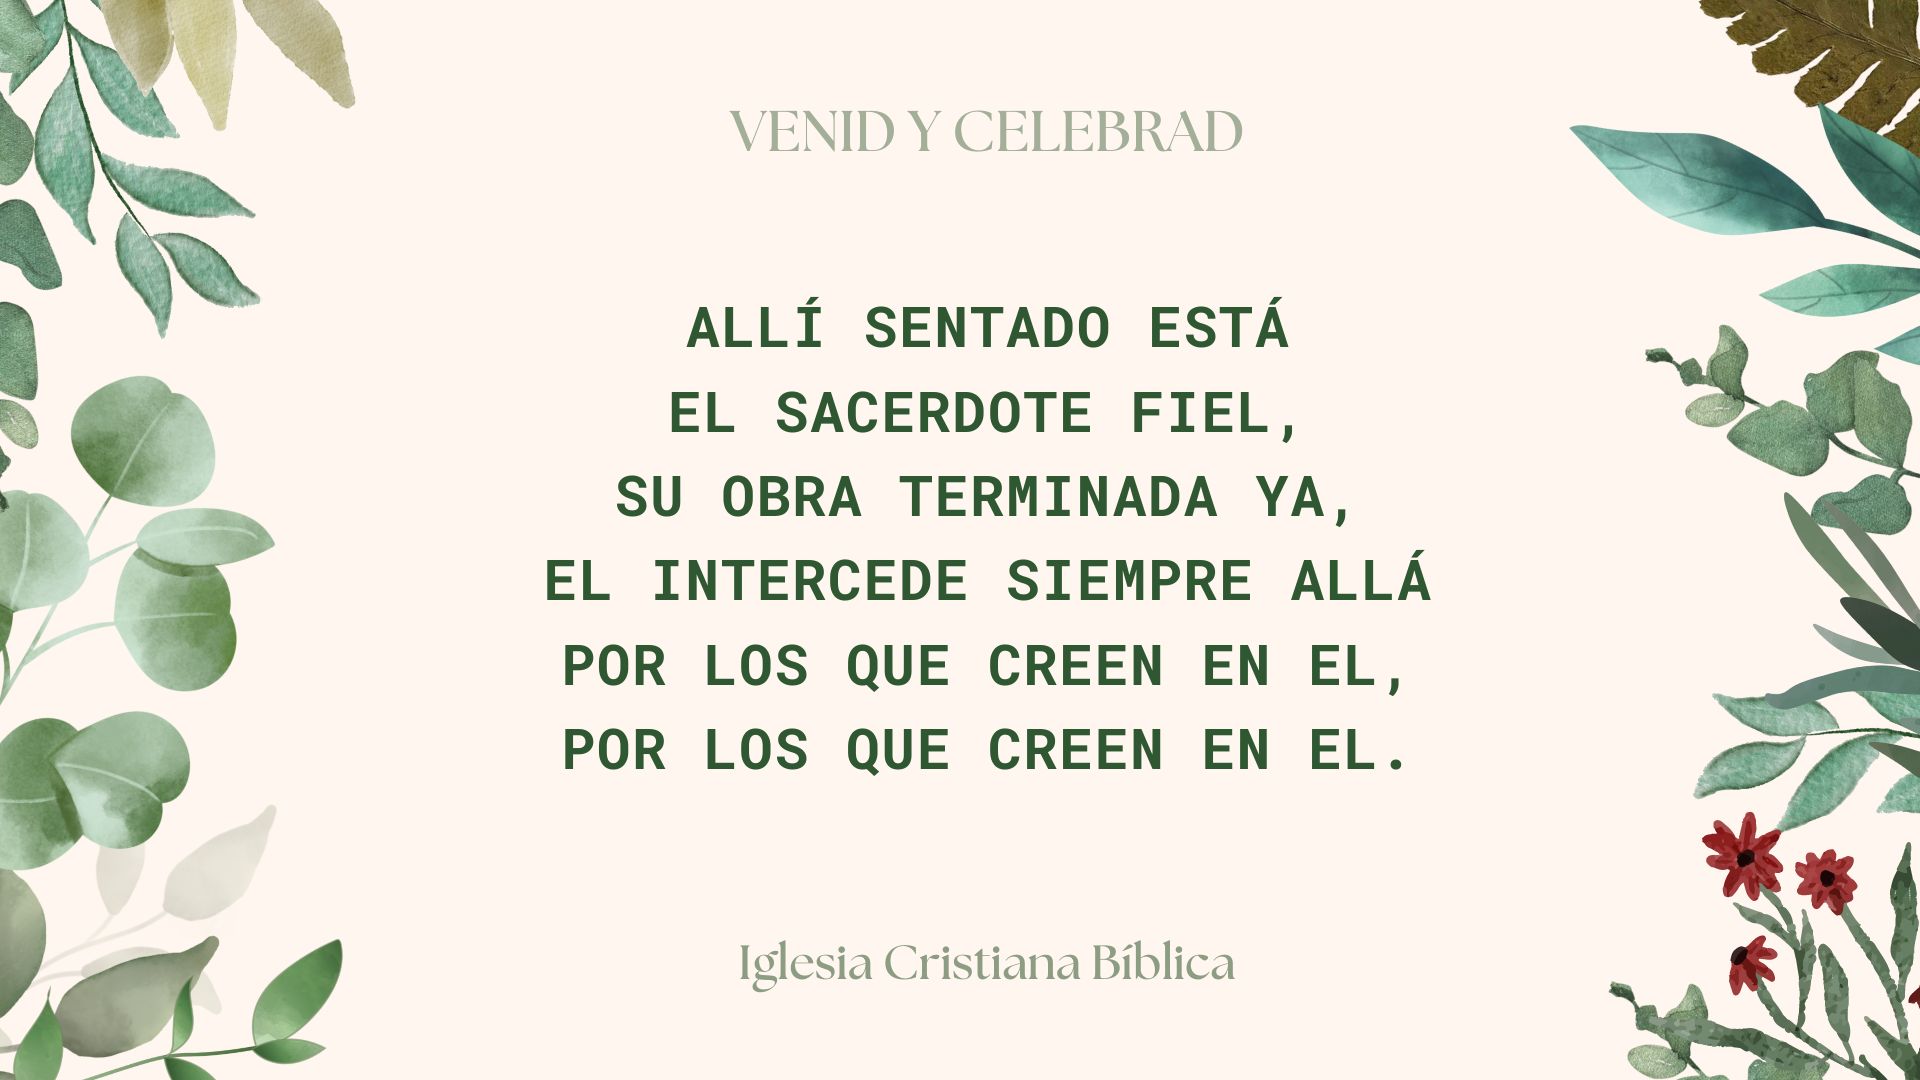 VENID Y CELEBRAD
ALLÍ SENTADO ESTÁ
EL SACERDOTE FIEL,
SU OBRA TERMINADA YA,
EL INTERCEDE SIEMPRE ALLÁ
POR LOS QUE CREEN EN EL,
POR LOS QUE CREEN EN EL.
Iglesia Cristiana Bíblica